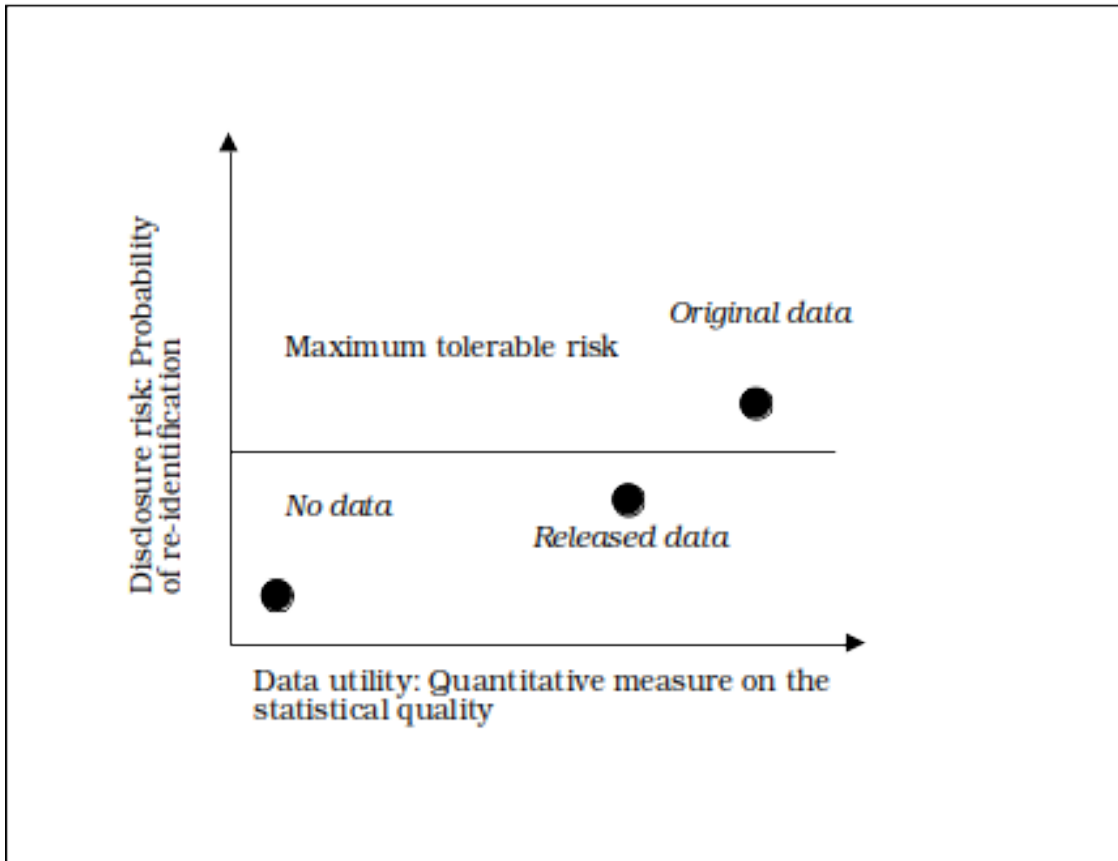 Disclosure risk: Probability
of re-identification
Original data
Maximum tolerable risk
No data
Released data
Data utility: Quantitative measure on the
statistical quality